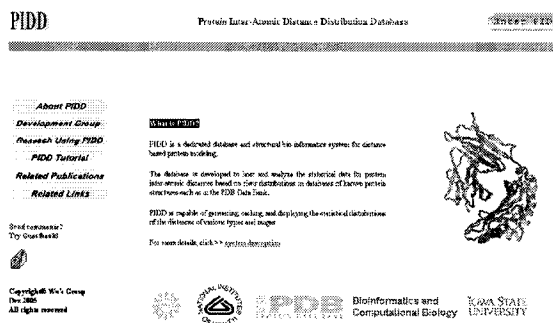 PIDD
Protein Inter-Atomic Distance Distribution Database
Enter PID
About PIDD
Development Group
Research Using PIDD
PIDD Tutorial
Related Publications
Related Links
Send comments?
Try Guestbook
Copyright© Wu's Group
Dec 2005
All rights reserved
What is PIDD?
PIDD is a dedicated database and structural bioinformatics system for distance
based protein modeling.
The database is developed to host and analyze the statistical data for protein
inter-atomic distances based on their distributions in databases of known protein
structures such as in the PDB Data Bank.
PIDD is capable of generating, caching, and displaying the statistical distributions
of the distances of various types and ranges
For more details, click >> system description
NATIONAL INSTITUTES
OF HEALTH
PDB
Bioinformatics and
Computational Biology
IOWA STATE
UNIVERSITY